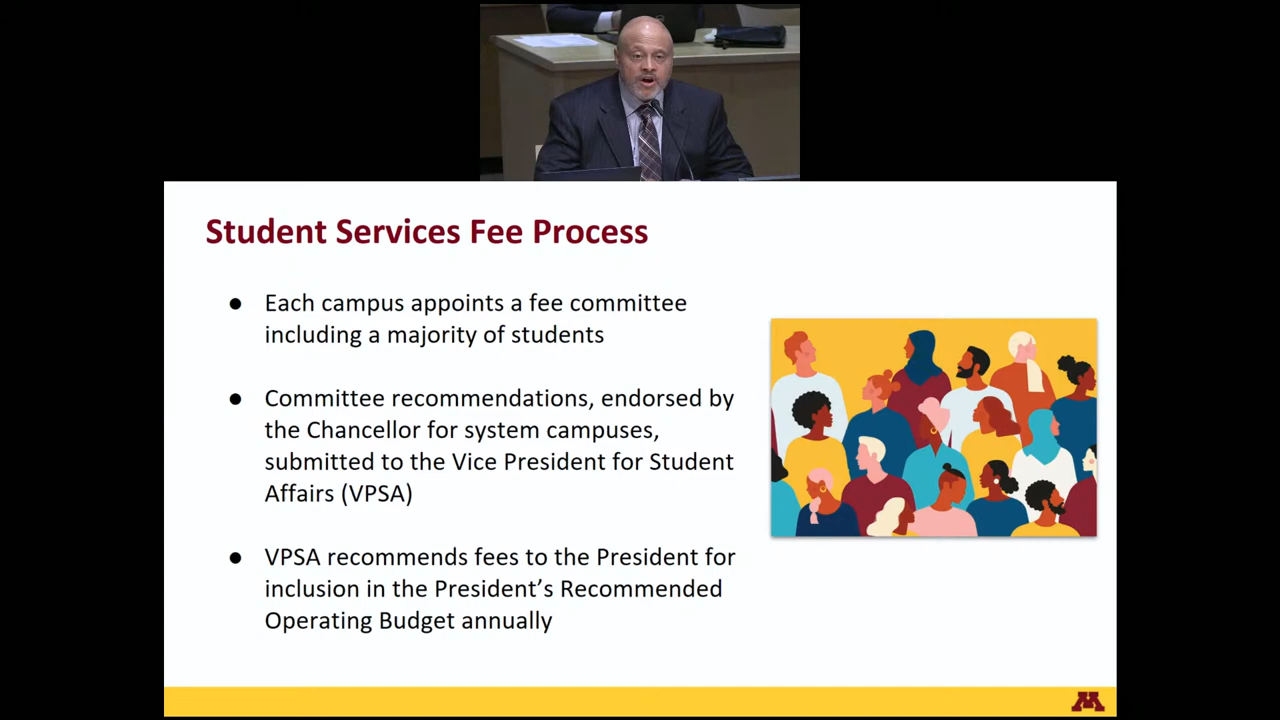 Student Services Fee Process
● Each campus appoints a fee committee
including a majority of students
● Committee recommendations, endorsed by
the Chancellor for system campuses,
submitted to the Vice President for Student
Affairs (VPSA)
● VPSA recommends fees to the President for
inclusion in the President’s Recommended
Operating Budget annually
M